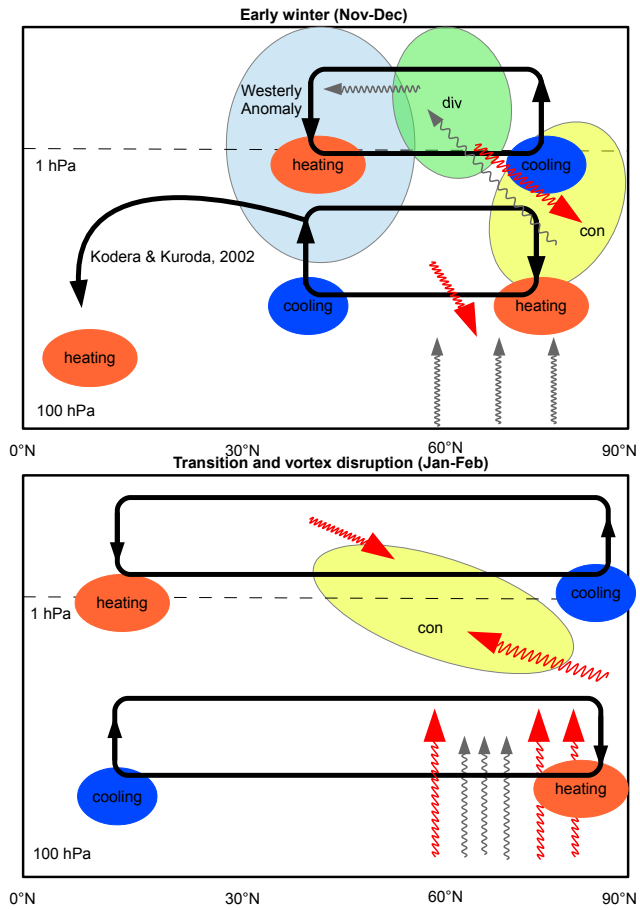 Early winter (Nov-Dec)
Westerly
Anomaly
div
1 hPa
heating
cooling
con
Kodera & Kuroda, 2002
cooling
heating
heating
100 hPa
0°N
30°N
60°N
90°N
Transition and vortex disruption (Jan-Feb)
heating
cooling
1 hPa
con
cooling
heating
100 hPa
0°N
30°N
60°N
90°N